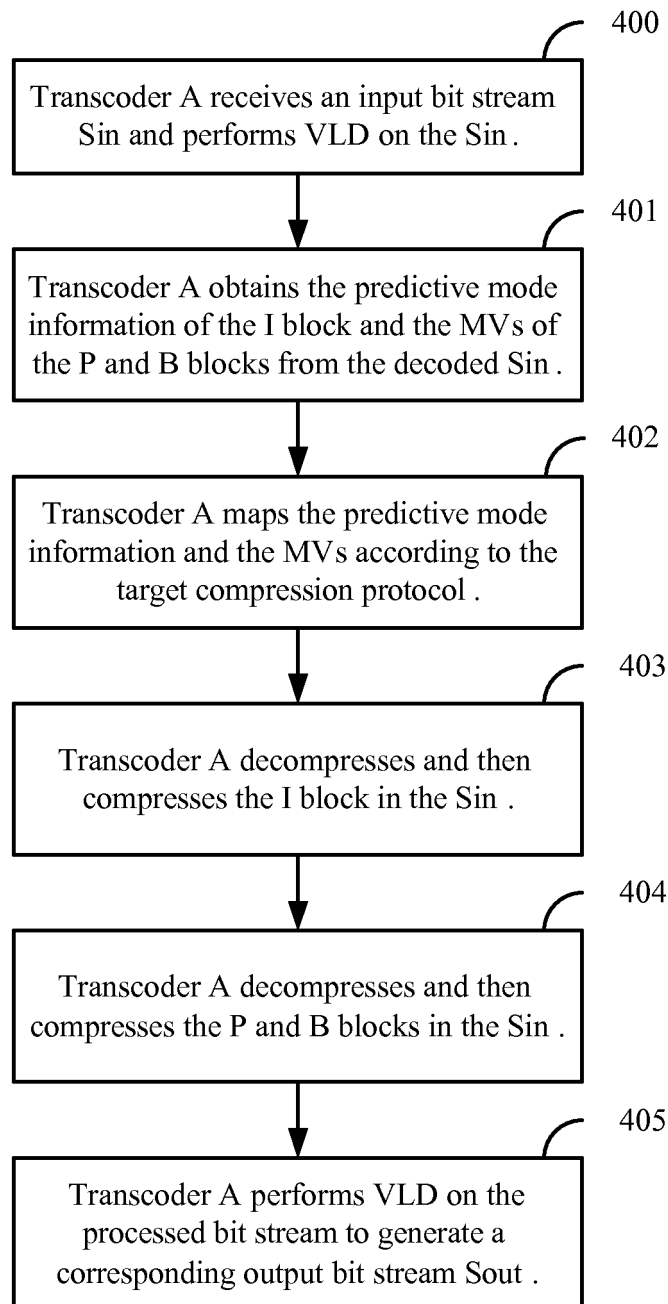 400
Transcoder A receives an input bit stream
Sin and performs VLD on the Sin .
401
Transcoder A obtains the predictive mode
information of the I block and the MVs of
the P and B blocks from the decoded Sin .
402
Transcoder A maps the predictive mode
information and the MVs according to the
target compression protocol .
403
Transcoder A decompresses and then
compresses the I block in the Sin .
404
Transcoder A decompresses and then
compresses the P and B blocks in the Sin .
405
Transcoder A performs VLD on the
processed bit stream to generate a
corresponding output bit stream Sout .